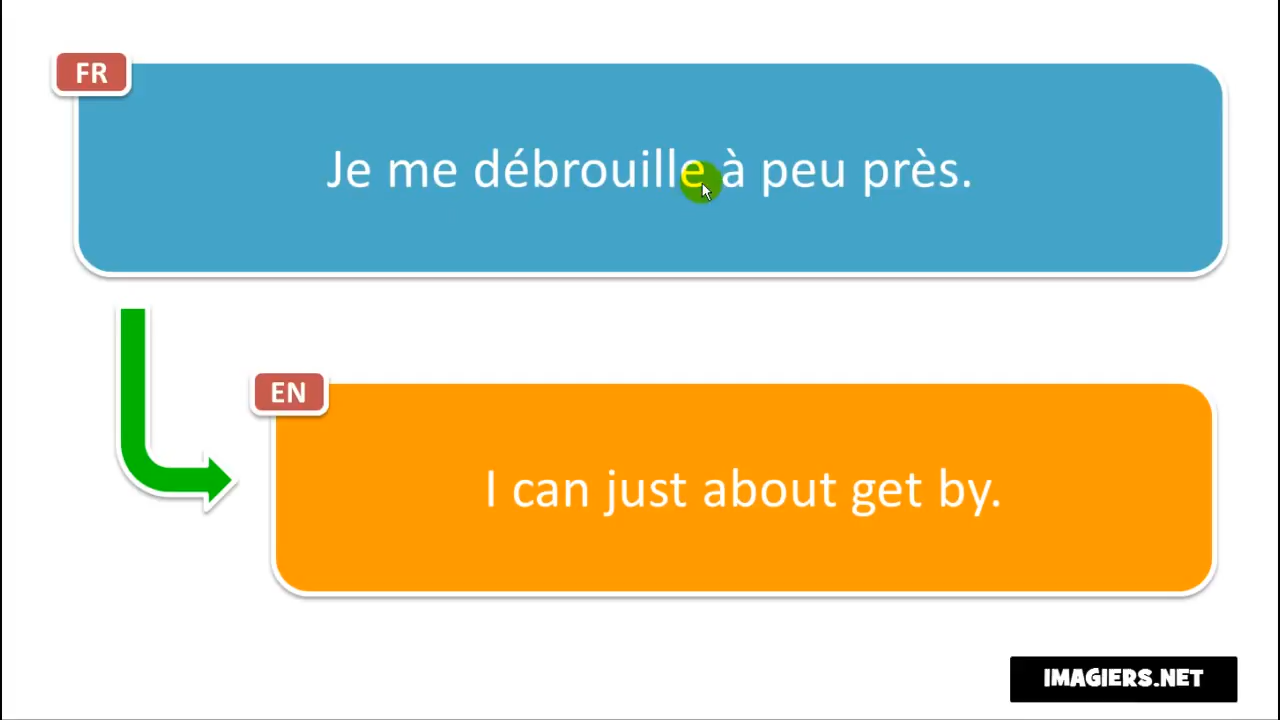 FR
Je me débrouille à peu près.
EN
I can just about get by.
IMAGIERS.NET